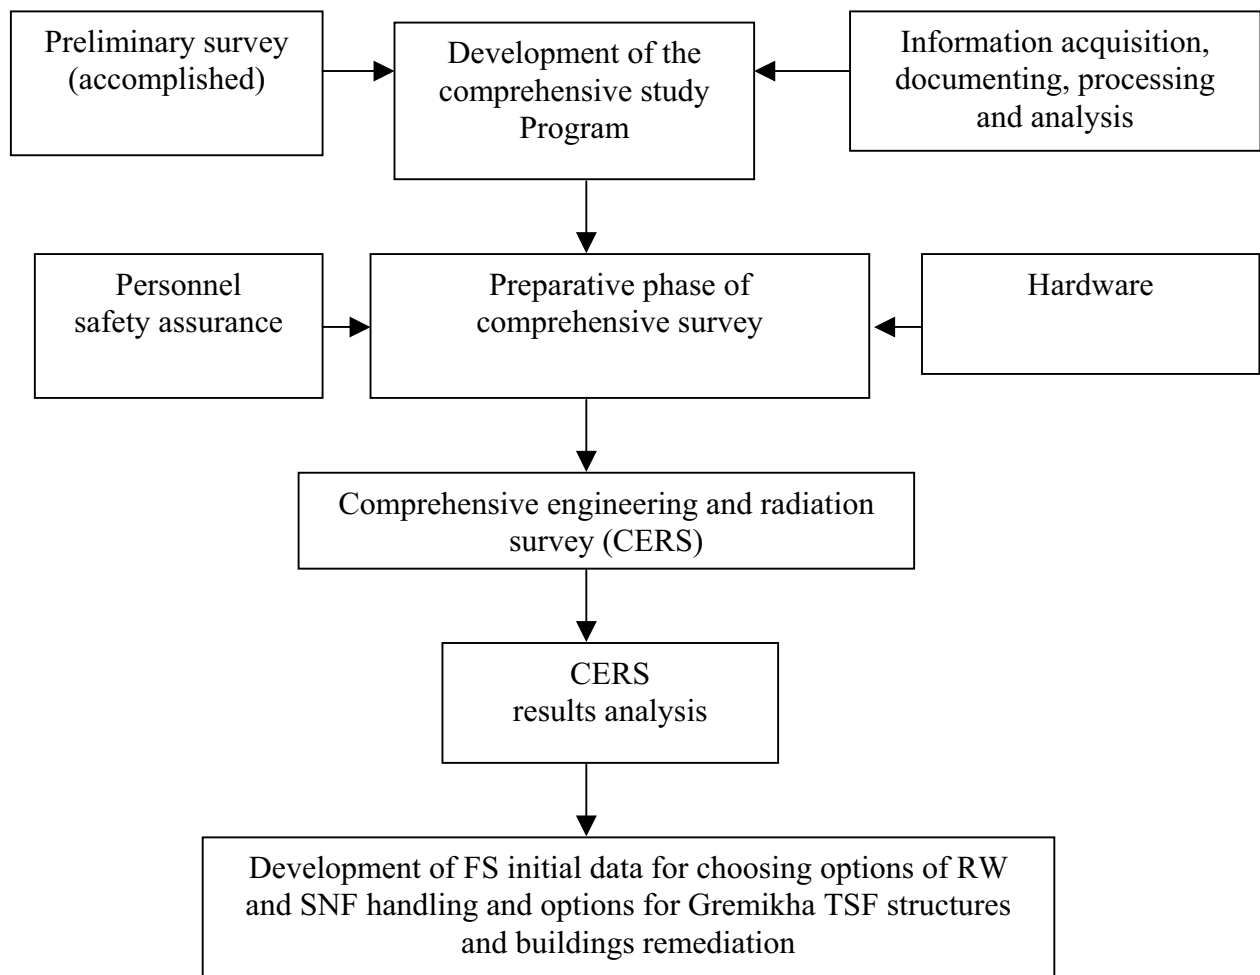 Preliminary survey
(accomplished)
Development of the
comprehensive study
Program
Information acquisition,
documenting, processing
and analysis
Personnel
safety assurance
Preparative phase of
comprehensive survey
Hardware
Comprehensive engineering and radiation
survey (CERS)
CERS
results analysis
Development of FS initial data for choosing options of RW
and SNF handling and options for Gremikha TSF structures
and buildings remediation